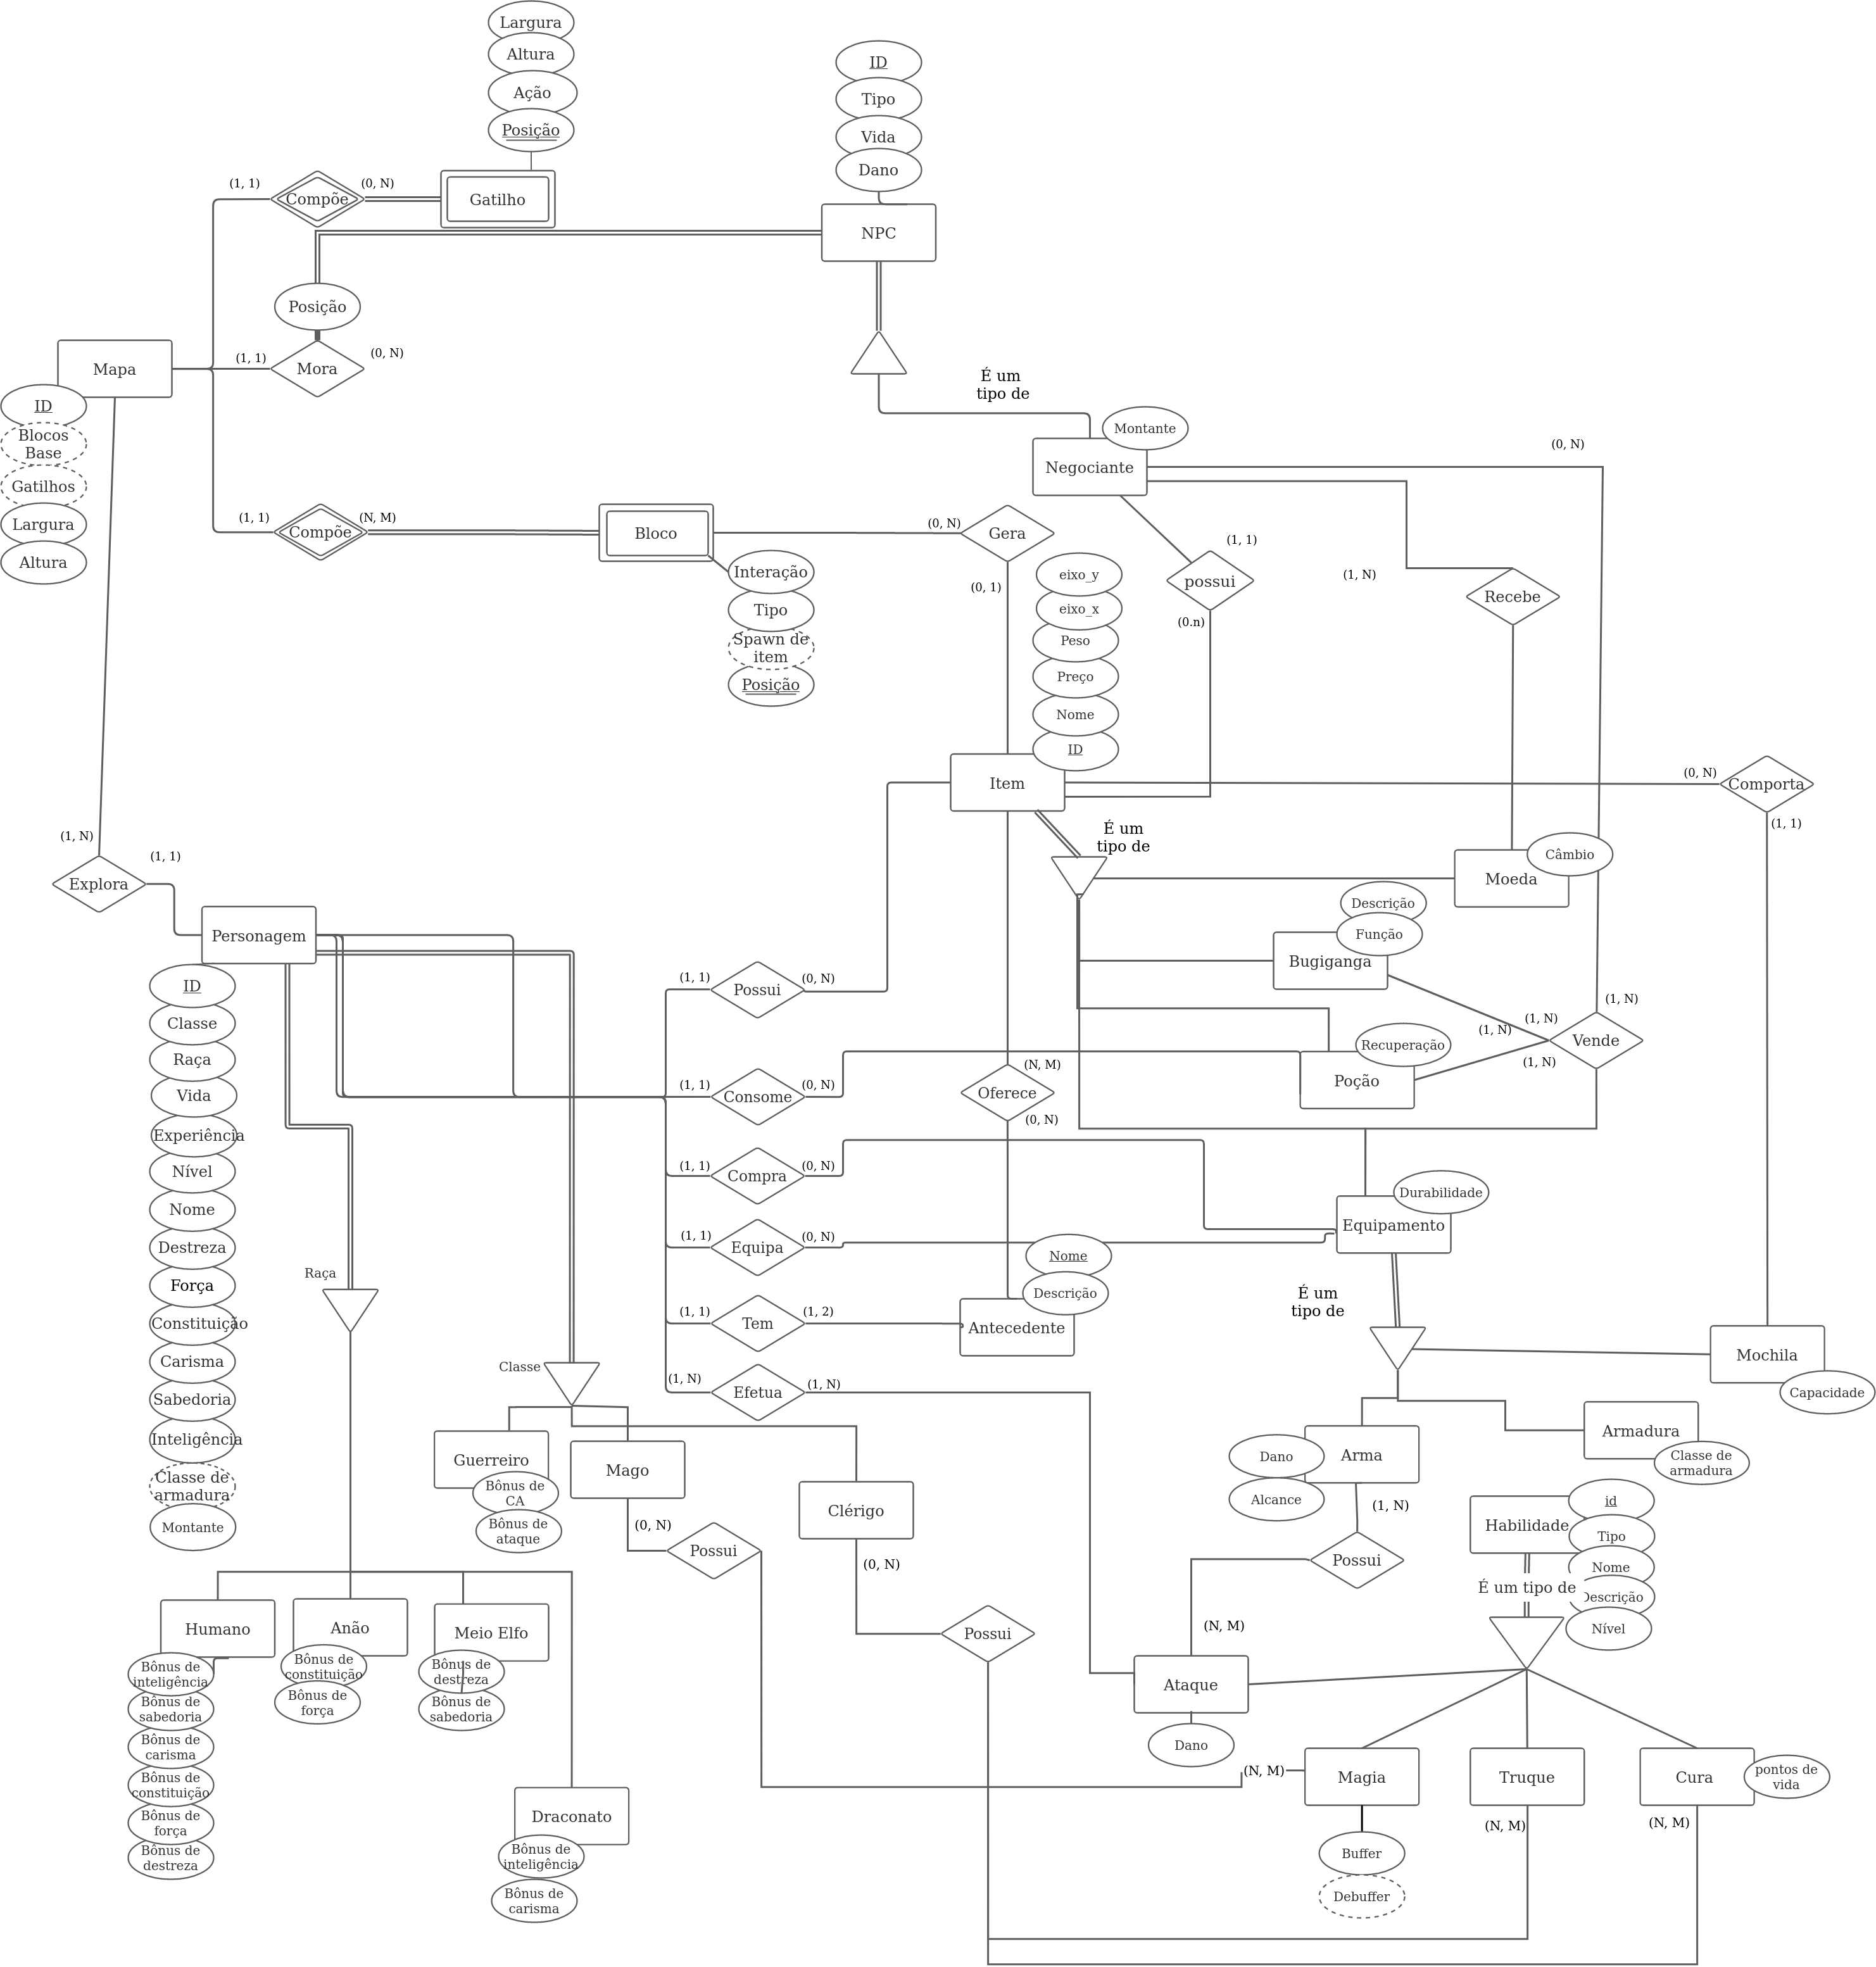 Largura
Altura
Ação
Posição
ID
Tipo
Vida
Dano
(1, 1)
Compõe
(0, N)
Gatilho
NPC
Posição
Mapa
(1, 1)
Mora
(0, N)
É um
tipo de
ID
Blocos
Base
Gatilhos
Largura
Altura
Montante
Negociante
(0, N)
(1, 1)
Compõe
(N, M)
Bloco
(0, N)
Gera
(0, 1)
(1, 1)
possui
(0.n)
(1, N)
Recebe
Interação
Tipo
Spawn de
item
Posição
eixo_y
eixo_x
Peso
Preço
Nome
ID
Item
(0, N)
Comporta
(1, 1)
É um
tipo de
Câmbio
Moeda
(1, N)
Explora
(1, 1)
Personagem
Descrição
Função
Bugiganga
ID
Classe
Raça
Vida
Experiência
Nível
Nome
Destreza
Força
Constituição
Carisma
Sabedoria
Inteligência
Classe de
armadura
Montante
(1, 1)
Possui
(0, N)
(1, N)
(1, N)
(1, N)
Vende
(1, N)
Recuperação
Poção
(1, 1)
Consome
(0, N)
(N, M)
Oferece
(0, N)
(1, 1)
Compra
(0, N)
Durabilidade
Equipamento
(1, 1)
Equipa
(0, N)
Nome
Descrição
Antecedente
(1, 1)
Tem
(1, 2)
Raça
É um
tipo de
Mochila
Capacidade
Classe
(1, N)
Efetua
(1, N)
Guerreiro
Bônus de
CA
Bônus de
ataque
Mago
Clérigo
(0, N)
Possui
(0, N)
Dano
Alcance
Arma
(1, N)
Possui
Armadura
Classe de
armadura
Habilidade
id
Tipo
Nome
Descrição
Nível
É um tipo de
Humano
Anão
Meio Elfo
Possui
(N, M)
Bônus de
inteligência
Bônus de
sabedoria
Bônus de
carisma
Bônus de
constituição
Bônus de
força
Bônus de
destreza
Bônus de
constituição
Bônus de
força
Bônus de
destreza
Bônus de
sabedoria
Ataque
Dano
Draconato
Bônus de
inteligência
Bônus de
carisma
(N, M)
Magia
Truque
Cura
pontos de
vida
(N, M)
(N, M)
Buffer
Debuffer